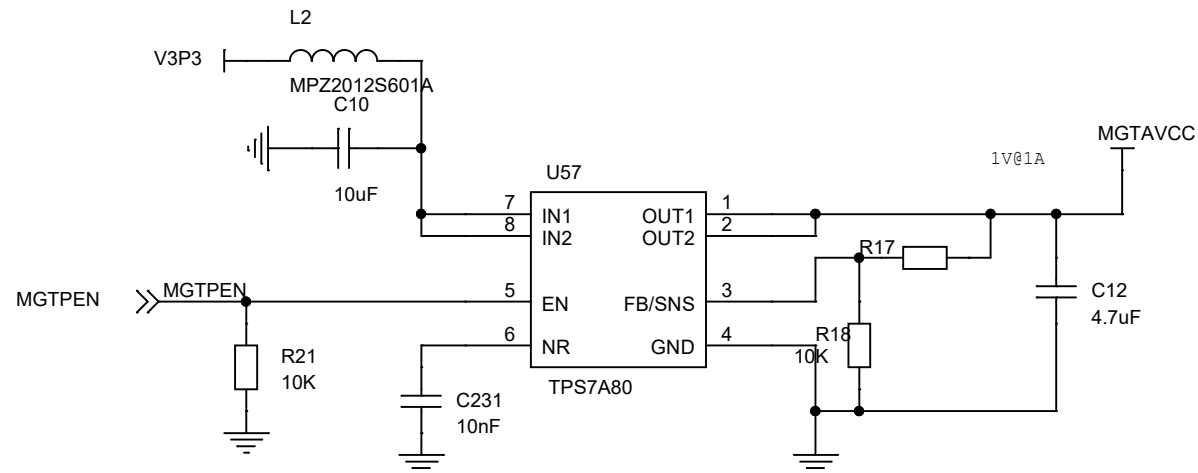 L2
V3P3
MPZ2012S601A
C10
10uF
MGTAVCC
1V@1A
U57
7 IN1 OUT1 1
8 IN2 OUT2 2
R17
MGTPEN MGTPEN 5 EN FB/SNS 3
C12
4.7uF
6 NR GND 4
R18
10K
R21
10K
TPS7A80
C231
10nF